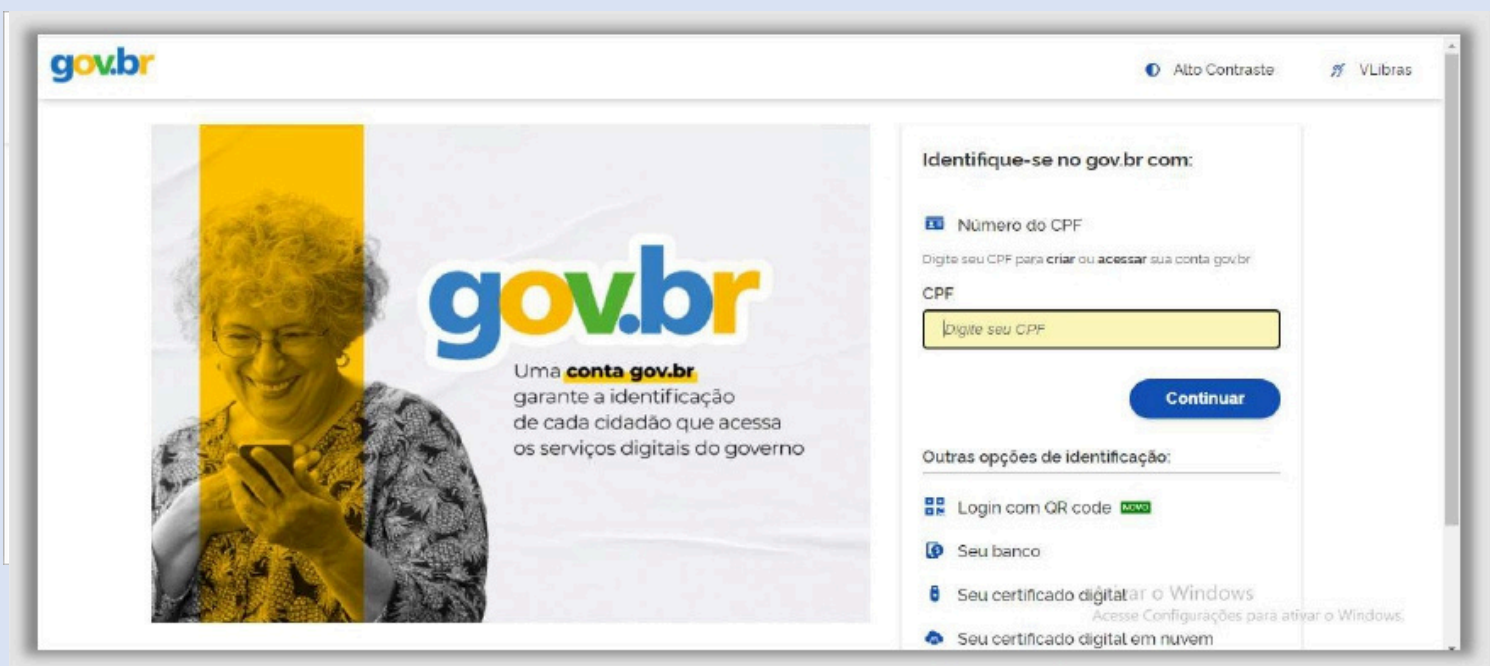 gov.br
Alto Contraste
VLibras
gov.br
Uma conta gov.br
garante a identificação
de cada cidadão que acessa
os serviços digitais do governo
Identifique-se no gov.br com:
Número do CPF
Digite seu CPF para criar ou acessar sua conta gov.br
CPF
Digite seu CPF
Continuar
Outras opções de identificação:
Login com QR code NOVO
Seu banco
Seu certificado digital
Ativar o Windows
Acesse Configurações para ativar o Windows.
Seu certificado digital em nuvem